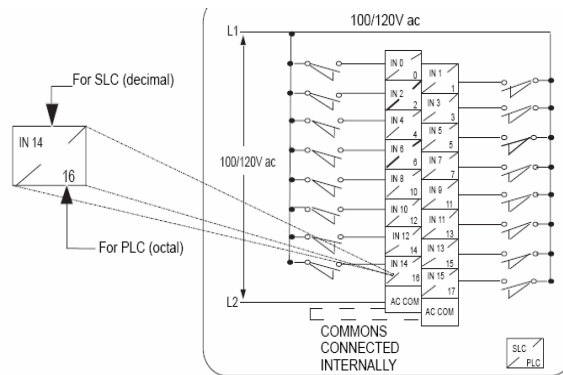 100/120V ac
L1
For SLC (decimal)
IN 14
16
For PLC (octal)
100/120V ac
L2
IN 0
0
IN 1
1
IN 2
2
IN 3
3
IN 4
4
IN 5
5
IN 6
6
IN 7
7
IN 8
10
IN 9
11
IN 10
12
IN 11
13
IN 12
14
IN 13
15
IN 14
16
IN 15
17
AC COM
AC COM
COMMONS
CONNECTED
INTERNALLY
SLC
PLC